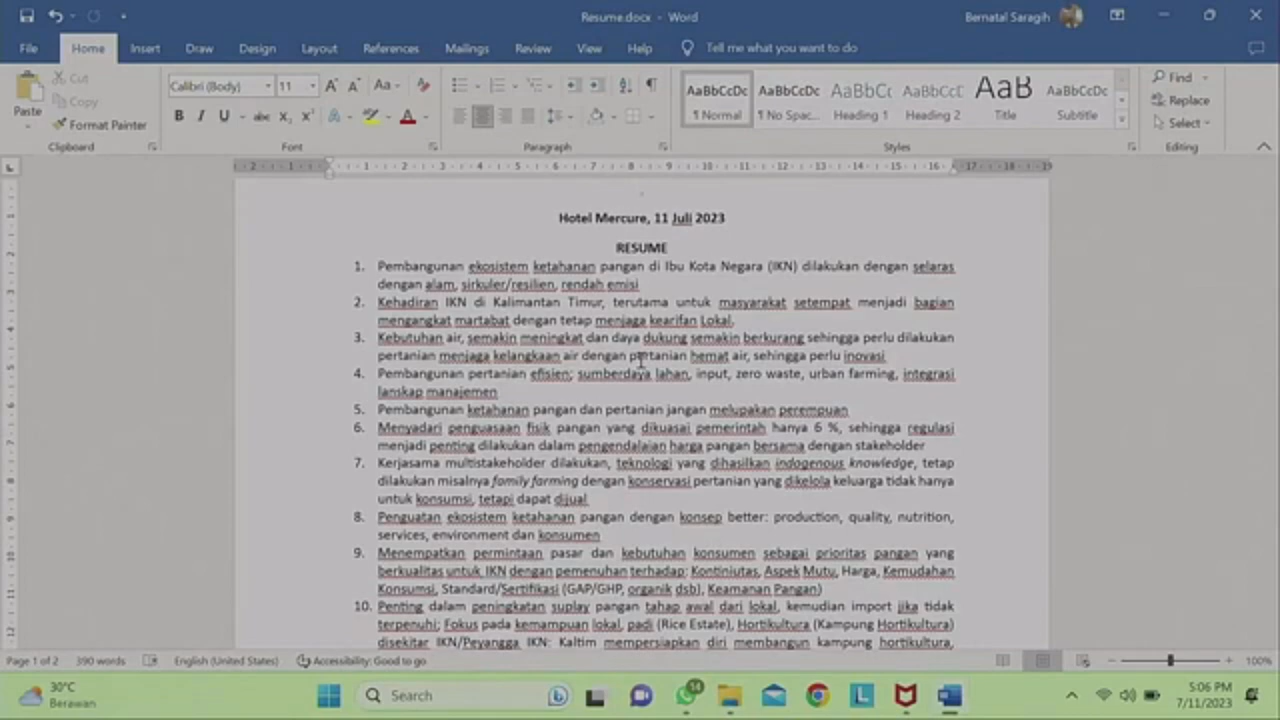 Resume.docx - Word
Bernatal Saragih
File Home Insert Draw Design Layout References Mailings Review View Help Tell me what you want to do
Paste
Cut
Copy
Format Painter
Clipboard
Calibri (Body) 11
Font
Paragraph
AaBbCcDc AaBbCcDc AaBbCc AaBbCcD AaB AaBbCcD
¶ Normal ¶ No Spac... Heading 1 Heading 2 Title Subtitle
Styles
Find
Replace
Select
Editing
Hotel Mercure, 11 Juli 2023
RESUME
1. Pembangunan ekosistem ketahanan pangan di Ibu Kota Negara (IKN) dilakukan dengan selaras
dengan alam, sirkuler/resilien, rendah emisi
2. Kehadiran IKN di Kalimantan Timur, terutama untuk masyarakat setempat menjadi bagian
mengangkat martabat dengan tetap menjaga kearifan Lokal.
3. Kebutuhan air, semakin meningkat dan daya dukung semakin berkurang sehingga perlu dilakukan
pertanian menjaga kelangkaan air dengan pertanian hemat air, sehingga perlu inovasi
4. Pembangunan pertanian efisien; sumberdaya lahan, input, zero waste, urban farming, integrasi
lanskap manajemen
5. Pembangunan ketahanan pangan dan pertanian jangan melupakan perempuan
6. Menyadari penguasaan fisik pangan yang dikuasai pemerintah hanya 6 %, sehingga regulasi
menjadi penting dilakukan dalam pengendalaian harga pangan bersama dengan stakeholder
7. Kerjasama multistakeholder dilakukan, teknologi yang dihasilkan indogenous knowledge, tetap
dilakukan misalnya family farming dengan konservasi pertanian yang dikelola keluarga tidak hanya
untuk konsumsi, tetapi dapat dijual
8. Penguatan ekosistem ketahanan pangan dengan konsep better: production, quality, nutrition,
services, environment dan konsumen
9. Menempatkan permintaan pasar dan kebutuhan konsumen sebagai prioritas pangan yang
berkualitas untuk IKN dengan pemenuhan terhadap: Kontiniutas, Aspek Mutu, Harga, Kemudahan
Konsumsi, Standard/Sertifikasi (GAP/GHP, organik dsb), Keamanan Pangan)
10. Penting dalam peningkatan suplay pangan tahap awal dari lokal, kemudian import jika tidak
terpenuhi; Fokus pada kemampuan lokal, padi (Rice Estate), Hortikultura (Kampung Hortikultura)
disekitar IKN/Peyangga IKN: Kaltim mempersiapkan diri membangun kampung hortikultura,
Page 1 of 2 390 words English (United States) Accessibility: Good to go 100%
30°C
Berawan
Search
14
5:06 PM
7/11/2023